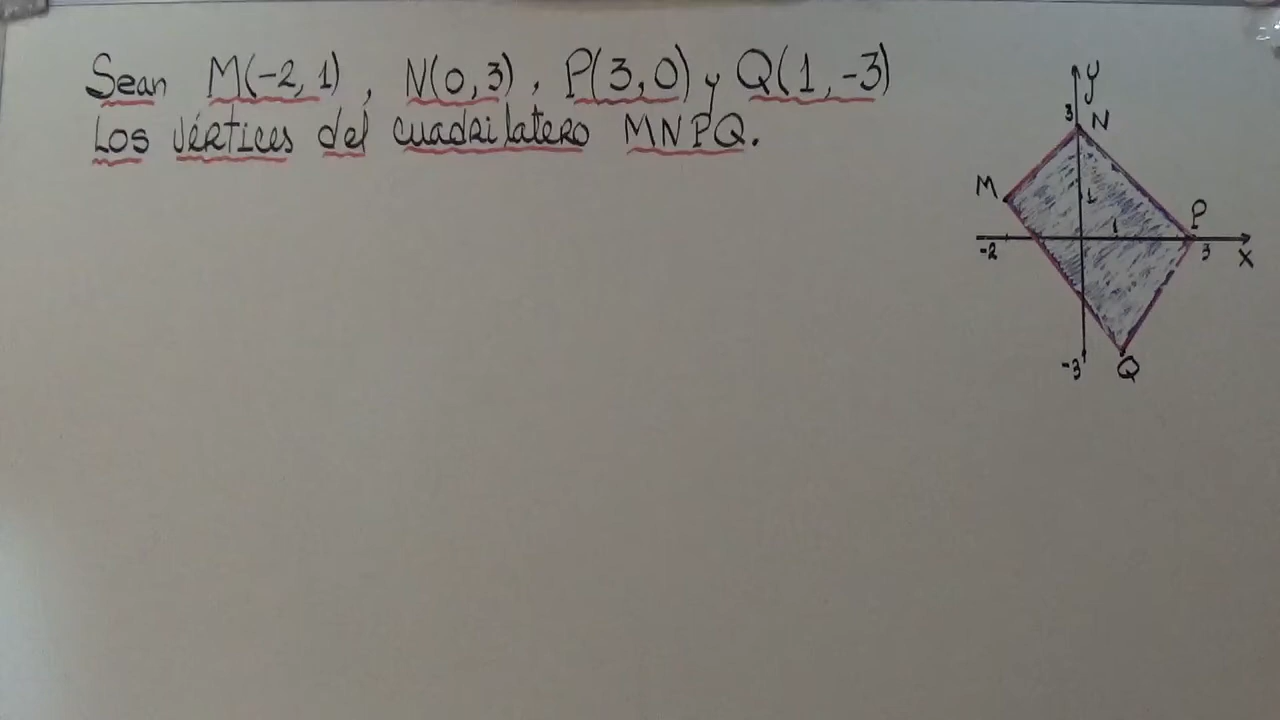 Sean M(-2, 1), N(0, 3), P(3, 0) y Q(1, -3)
Los vértices del cuadrilatero MNPQ.
y
3 N
M
1
P
1
-2
3
x
-3
Q